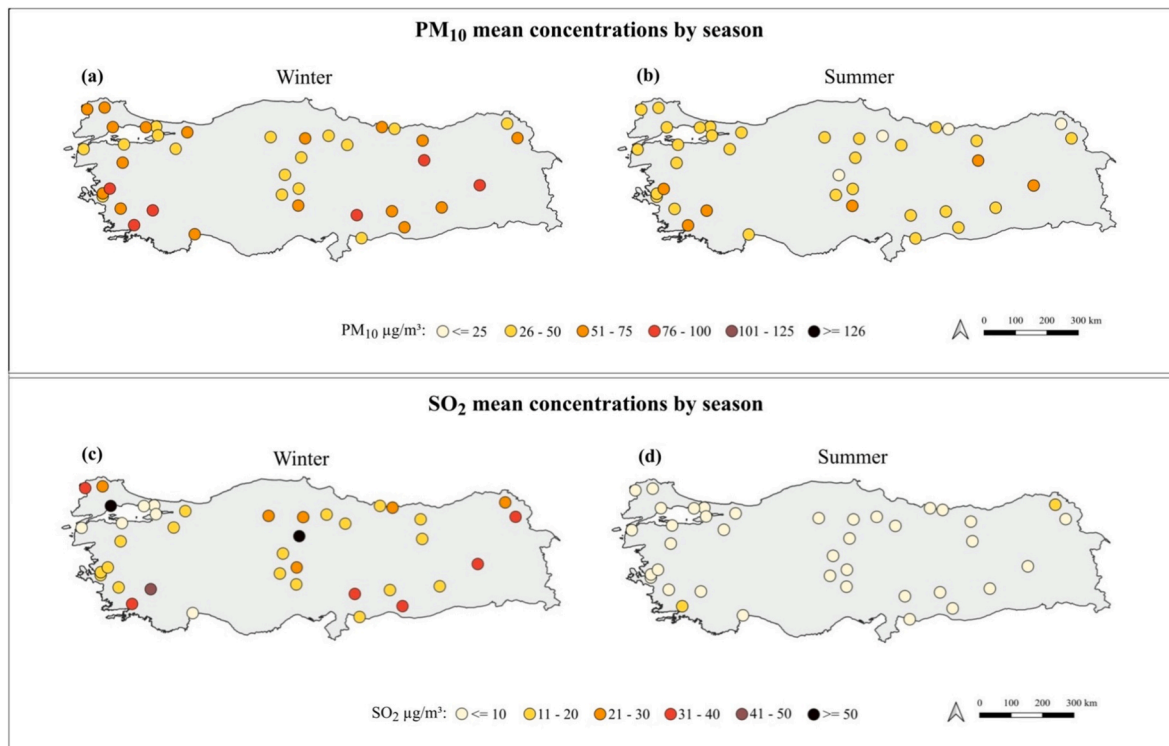 PM10 mean concentrations by season
(a) Winter
(b) Summer
PM10 µg/m³: <= 25 26 - 50 51 - 75 76 - 100 101 - 125 >= 126
0 100 200 300 km
SO2 mean concentrations by season
(c) Winter
(d) Summer
SO2 µg/m³: <= 10 11 - 20 21 - 30 31 - 40 41 - 50 >= 50
0 100 200 300 km